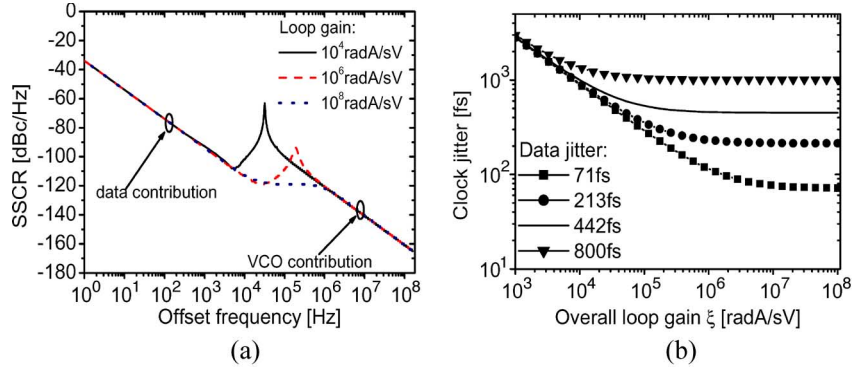 0
-20
-40
-60
-80
-100
-120
-140
-160
-180
SSCR [dBc/Hz]
Loop gain:
10⁴radA/sV
10⁶radA/sV
10⁸radA/sV
data contribution
VCO contribution
10⁰ 10¹ 10² 10³ 10⁴ 10⁵ 10⁶ 10⁷ 10⁸
Offset frequency [Hz]
(a)
Clock jitter [fs]
10³
10²
10¹
Data jitter:
71fs
213fs
442fs
800fs
10³ 10⁴ 10⁵ 10⁶ 10⁷ 10⁸
Overall loop gain ξ [radA/sV]
(b)